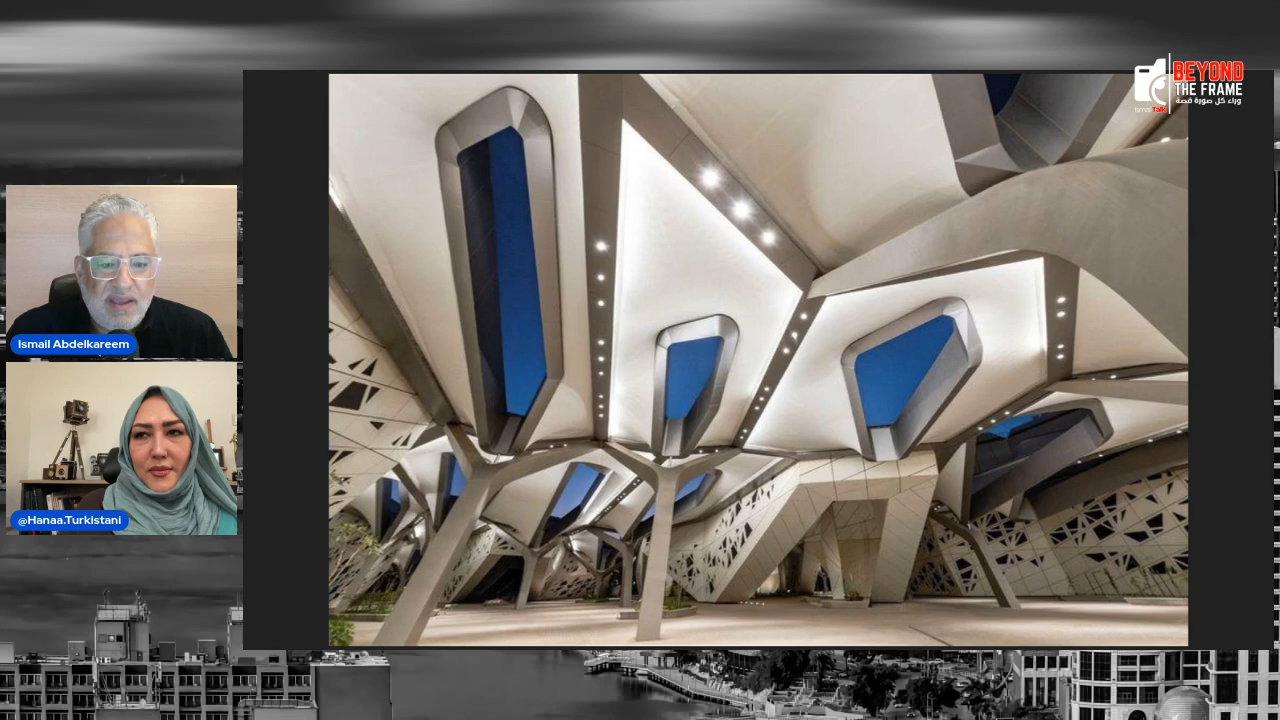 BEYOND
THE FRAME
وراء كل صورة قصة
Ismail Abdelkareem
@Hanaa.Turkistani